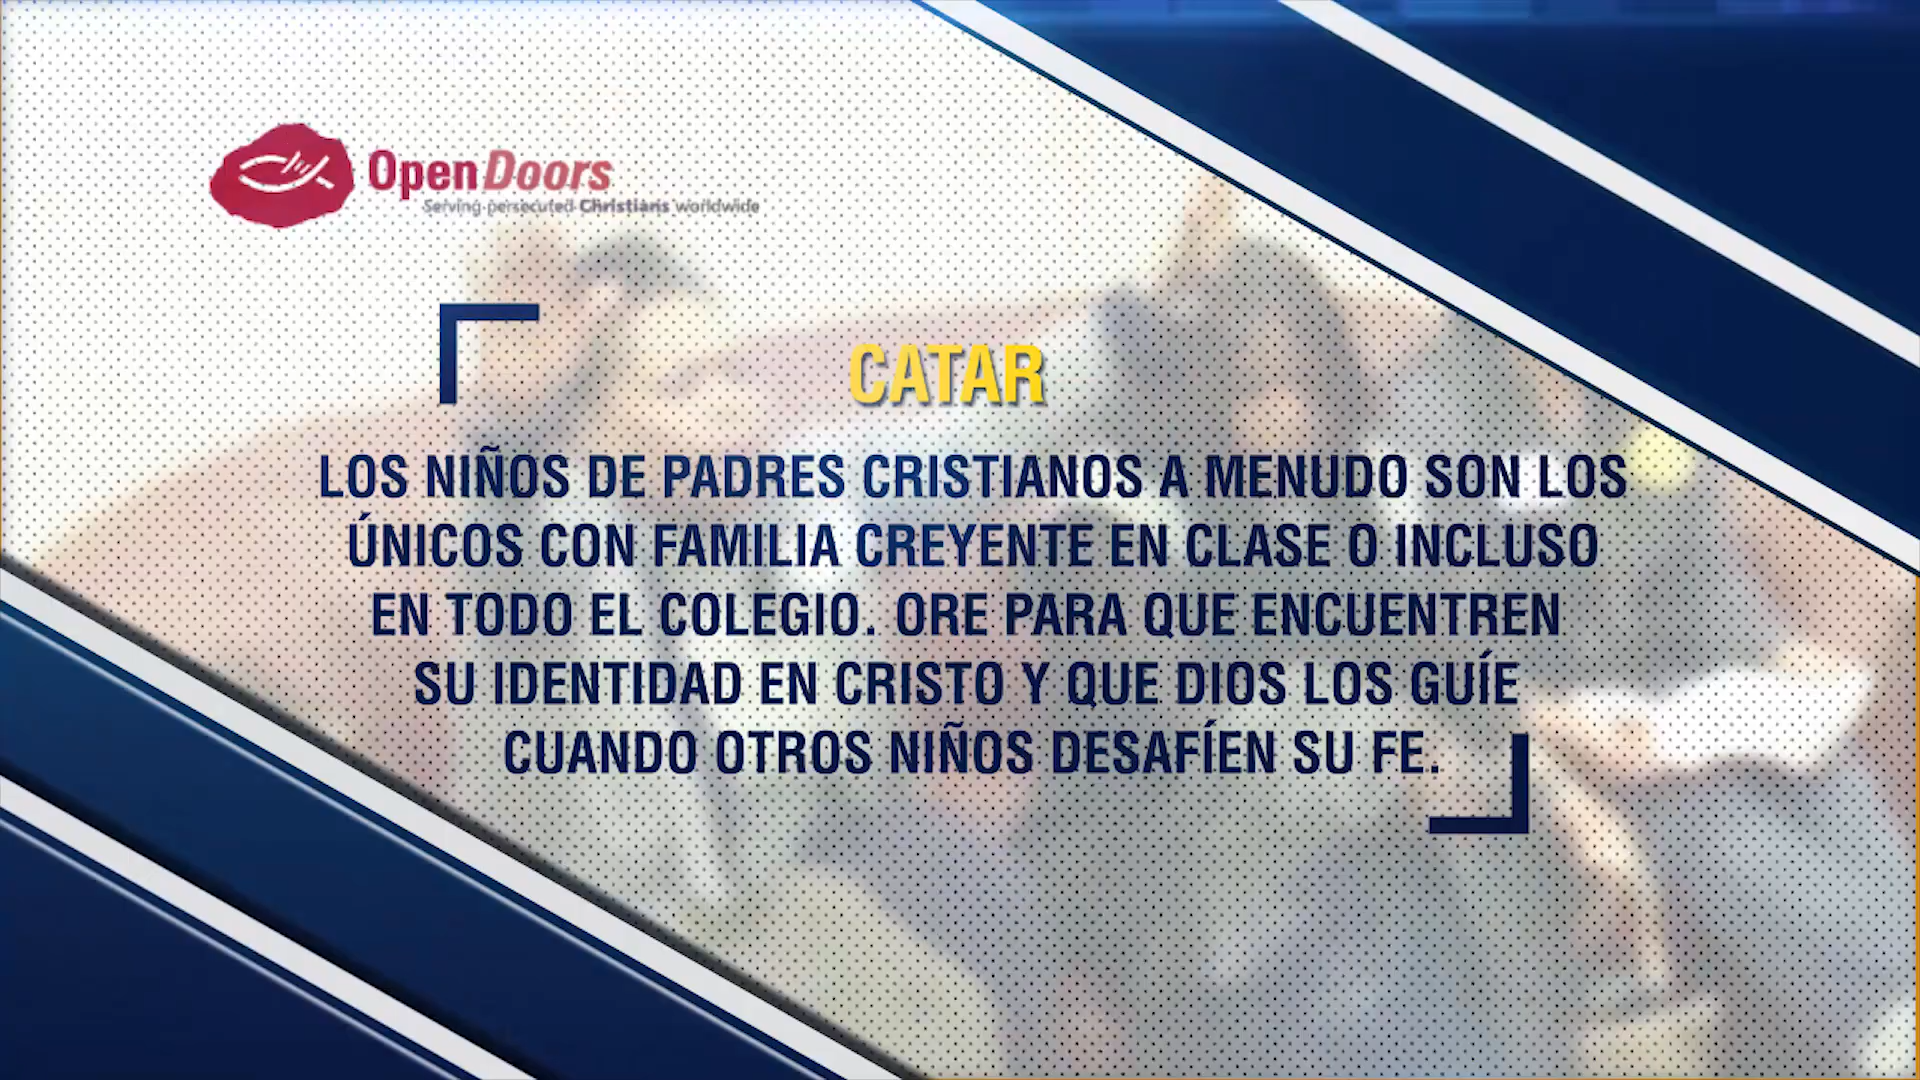 Open Doors
Serving persecuted Christians worldwide
CATAR
LOS NIÑOS DE PADRES CRISTIANOS A MENUDO SON LOS
ÚNICOS CON FAMILIA CREYENTE EN CLASE O INCLUSO
EN TODO EL COLEGIO. ORE PARA QUE ENCUENTREN
SU IDENTIDAD EN CRISTO Y QUE DIOS LOS GUÍE
CUANDO OTROS NIÑOS DESAFÍEN SU FE.